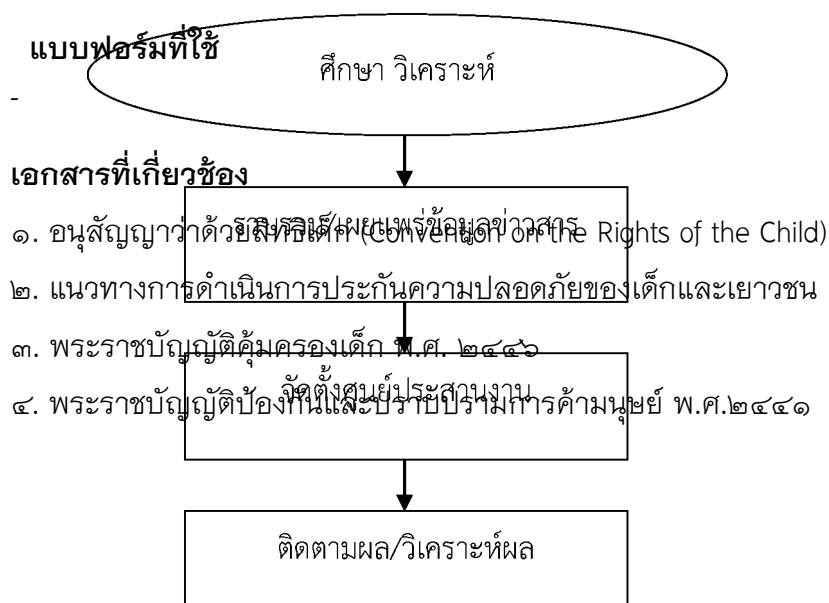 แบบฟอร์มที่ใช้
ศึกษา วิเคราะห์
-
เอกสารที่เกี่ยวช้อง
รวบรวม/เผยแพร่ข้อมูลข่าวสาร
๑. อนุสัญญาว่าด้วยสิทธิเด็ก (Convention on the Rights of the Child)
๒. แนวทางการดำเนินการประกันความปลอดภัยของเด็กและเยาวชน
๓. พระราชบัญญัติคุ้มครองเด็ก พ.ศ. ๒๔๔๖
จัดตั้งศูนย์ประสานงาน
๔. พระราชบัญญัติป้องกันและปราบปรามการค้ามนุษย์ พ.ศ.๒๔๔๑
ติดตามผล/วิเคราะห์ผล